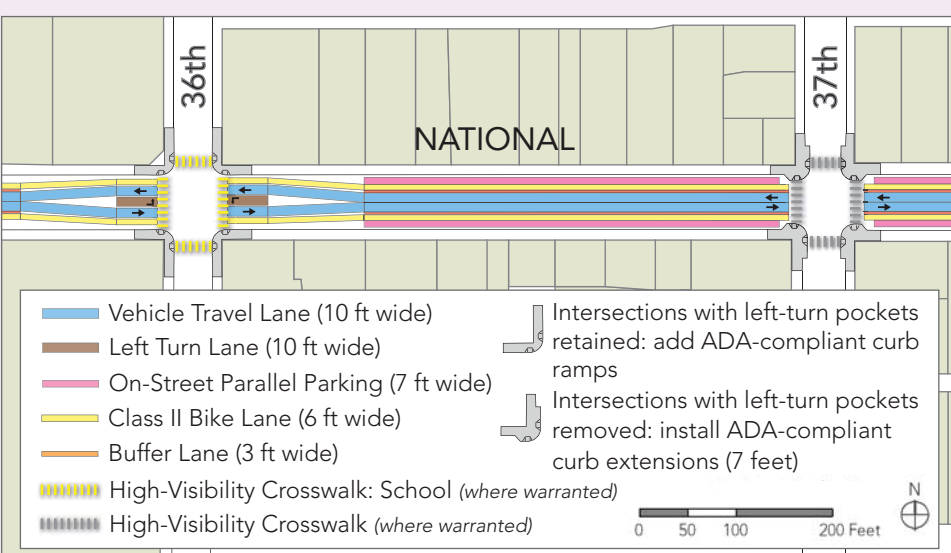 36th
37th
NATIONAL
Vehicle Travel Lane (10 ft wide)
Left Turn Lane (10 ft wide)
On-Street Parallel Parking (7 ft wide)
Class II Bike Lane (6 ft wide)
Buffer Lane (3 ft wide)
High-Visibility Crosswalk: School (where warranted)
High-Visibility Crosswalk (where warranted)
Intersections with left-turn pockets
retained: add ADA-compliant curb
ramps
Intersections with left-turn pockets
removed: install ADA-compliant
curb extensions (7 feet)
0 50 100 200 Feet
N